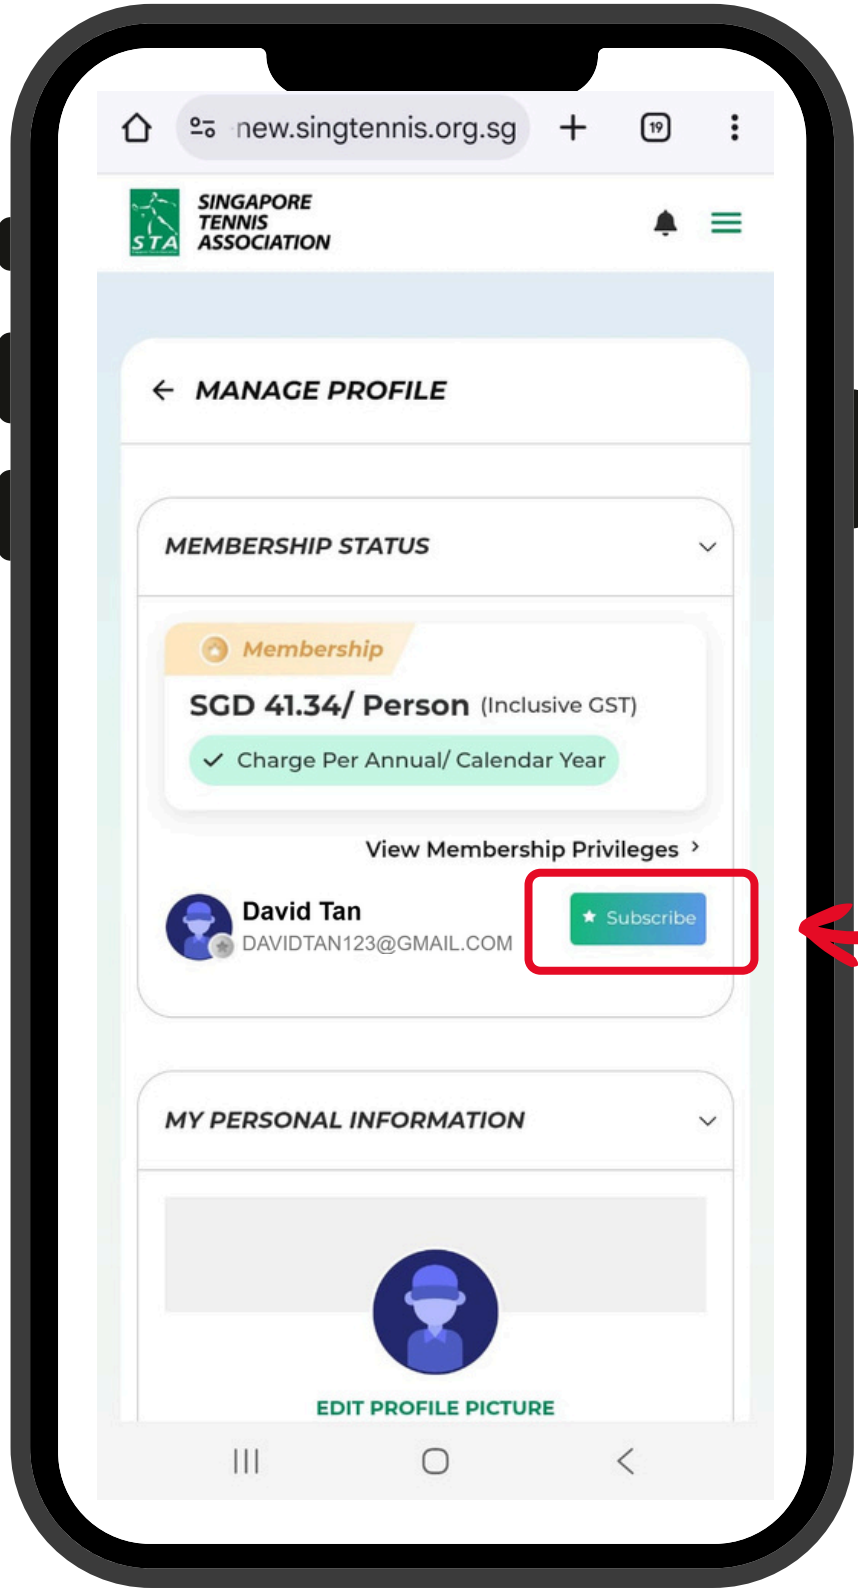 new.singtennis.org.sg
19
SINGAPORE
TENNIS
ASSOCIATION
STA
MANAGE PROFILE
MEMBERSHIP STATUS
Membership
SGD 41.34/ Person (Inclusive GST)
Charge Per Annual/ Calendar Year
View Membership Privileges
David Tan
Subscribe
DAVIDTAN123@GMAIL.COM
MY PERSONAL INFORMATION
EDIT PROFILE PICTURE